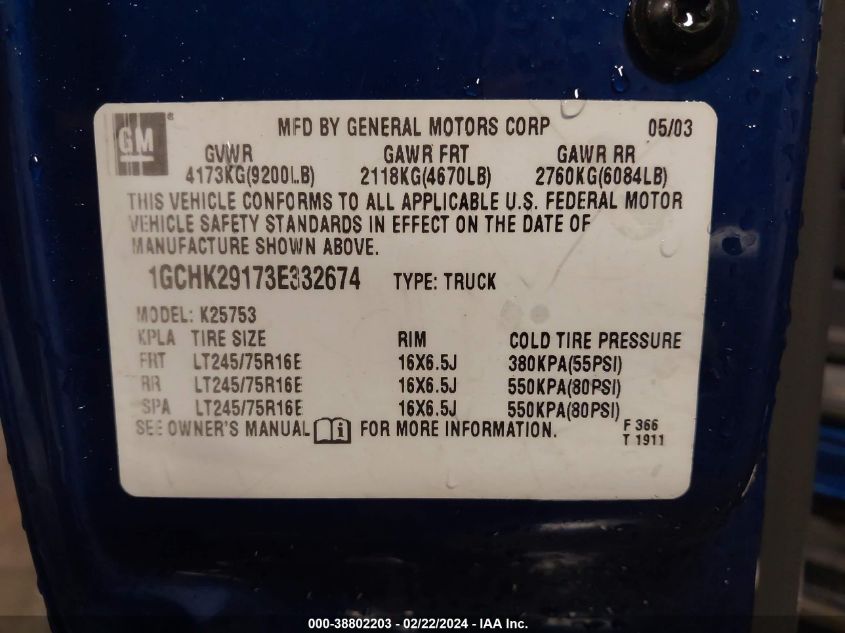 GM ® MFD BY GENERAL MOTORS CORP 05/03
GVWR GAWR FRT GAWR RR
4173KG(9200LB) 2118KG(4670LB) 2760KG(6084LB)
THIS VEHICLE CONFORMS TO ALL APPLICABLE U.S. FEDERAL MOTOR
VEHICLE SAFETY STANDARDS IN EFFECT ON THE DATE OF
MANUFACTURE SHOWN ABOVE.
1GCHK29173E332674 TYPE: TRUCK
MODEL: K25753
KPLA TIRE SIZE RIM COLD TIRE PRESSURE
FRT LT245/75R16E 16X6.5J 380KPA(55PSI)
RR LT245/75R16E 16X6.5J 550KPA(80PSI)
SPA LT245/75R16E 16X6.5J 550KPA(80PSI)
SEE OWNER'S MANUAL i FOR MORE INFORMATION.
F 366
T 1911
000-38802203 - 02/22/2024 - IAA Inc.